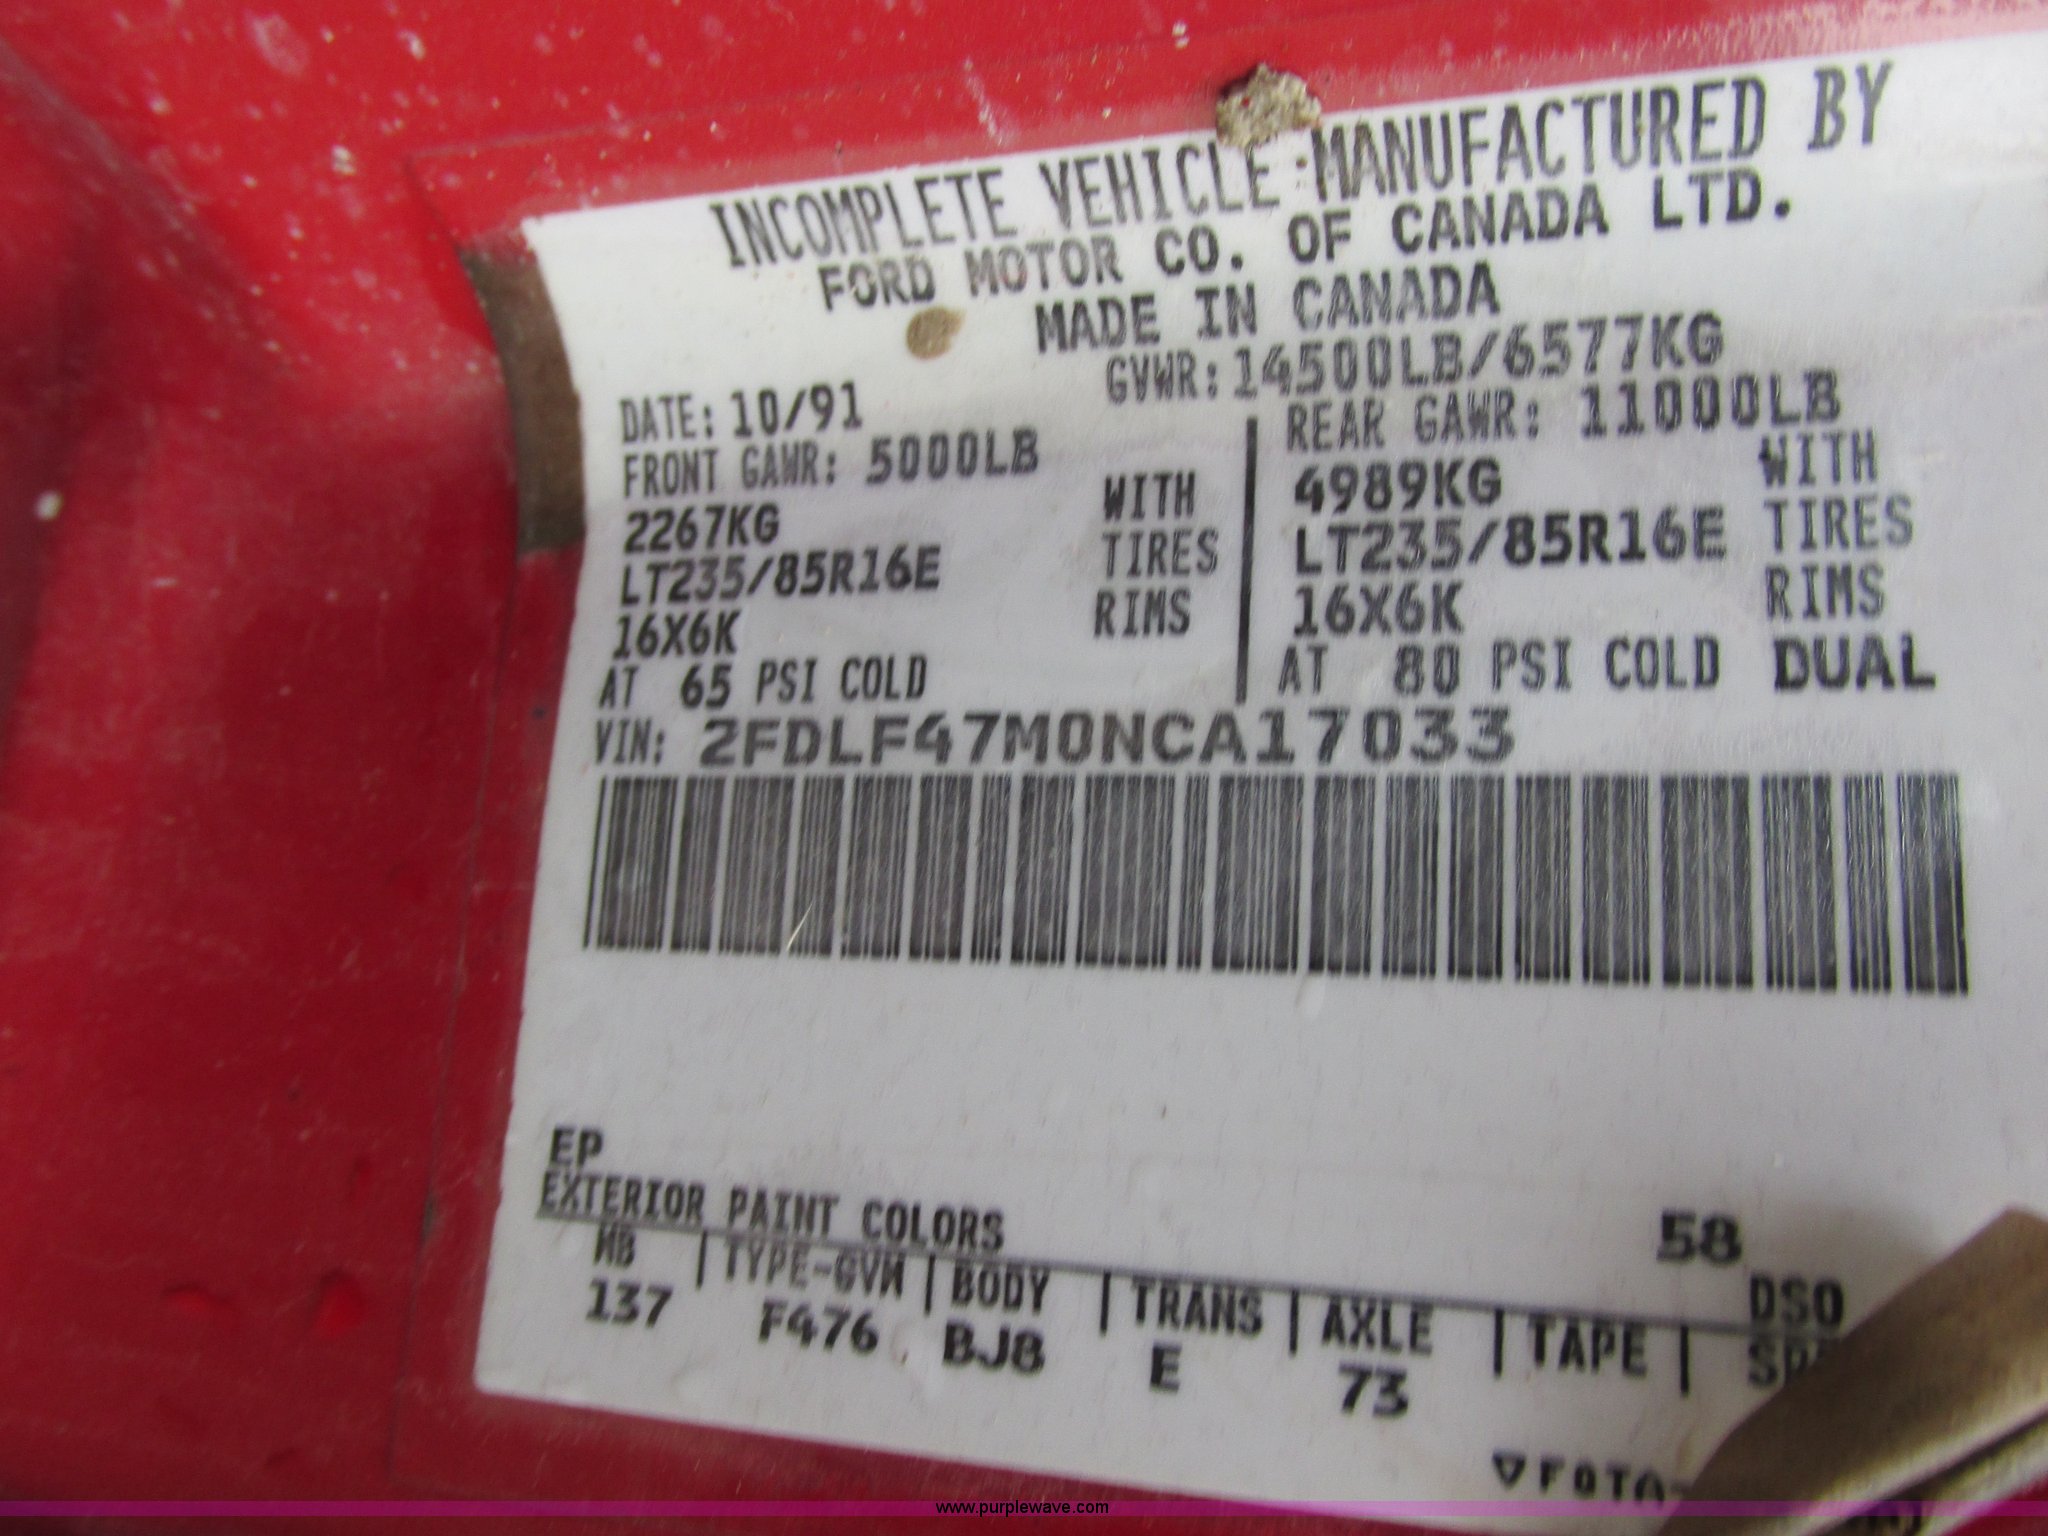 INCOMPLETE VEHICLE MANUFACTURED BY
FORD MOTOR CO. OF CANADA LTD.
MADE IN CANADA
GVWR: 14500LB/6577KG
DATE: 10/91
FRONT GAWR: 5000LB
2267KG WITH
LT235/85R16E TIRES
16X6K RIMS
AT 65 PSI COLD
REAR GAWR: 11000LB
4989KG WITH
LT235/85R16E TIRES
16X6K RIMS
AT 80 PSI COLD DUAL
VIN: 2FDLF47M0NCA17033
EP
EXTERIOR PAINT COLORS 58 DSO
WB | TYPE-GVW | BODY | TRANS | AXLE | TAPE |
137 F476 BJ8 E 73
www.purplewave.com